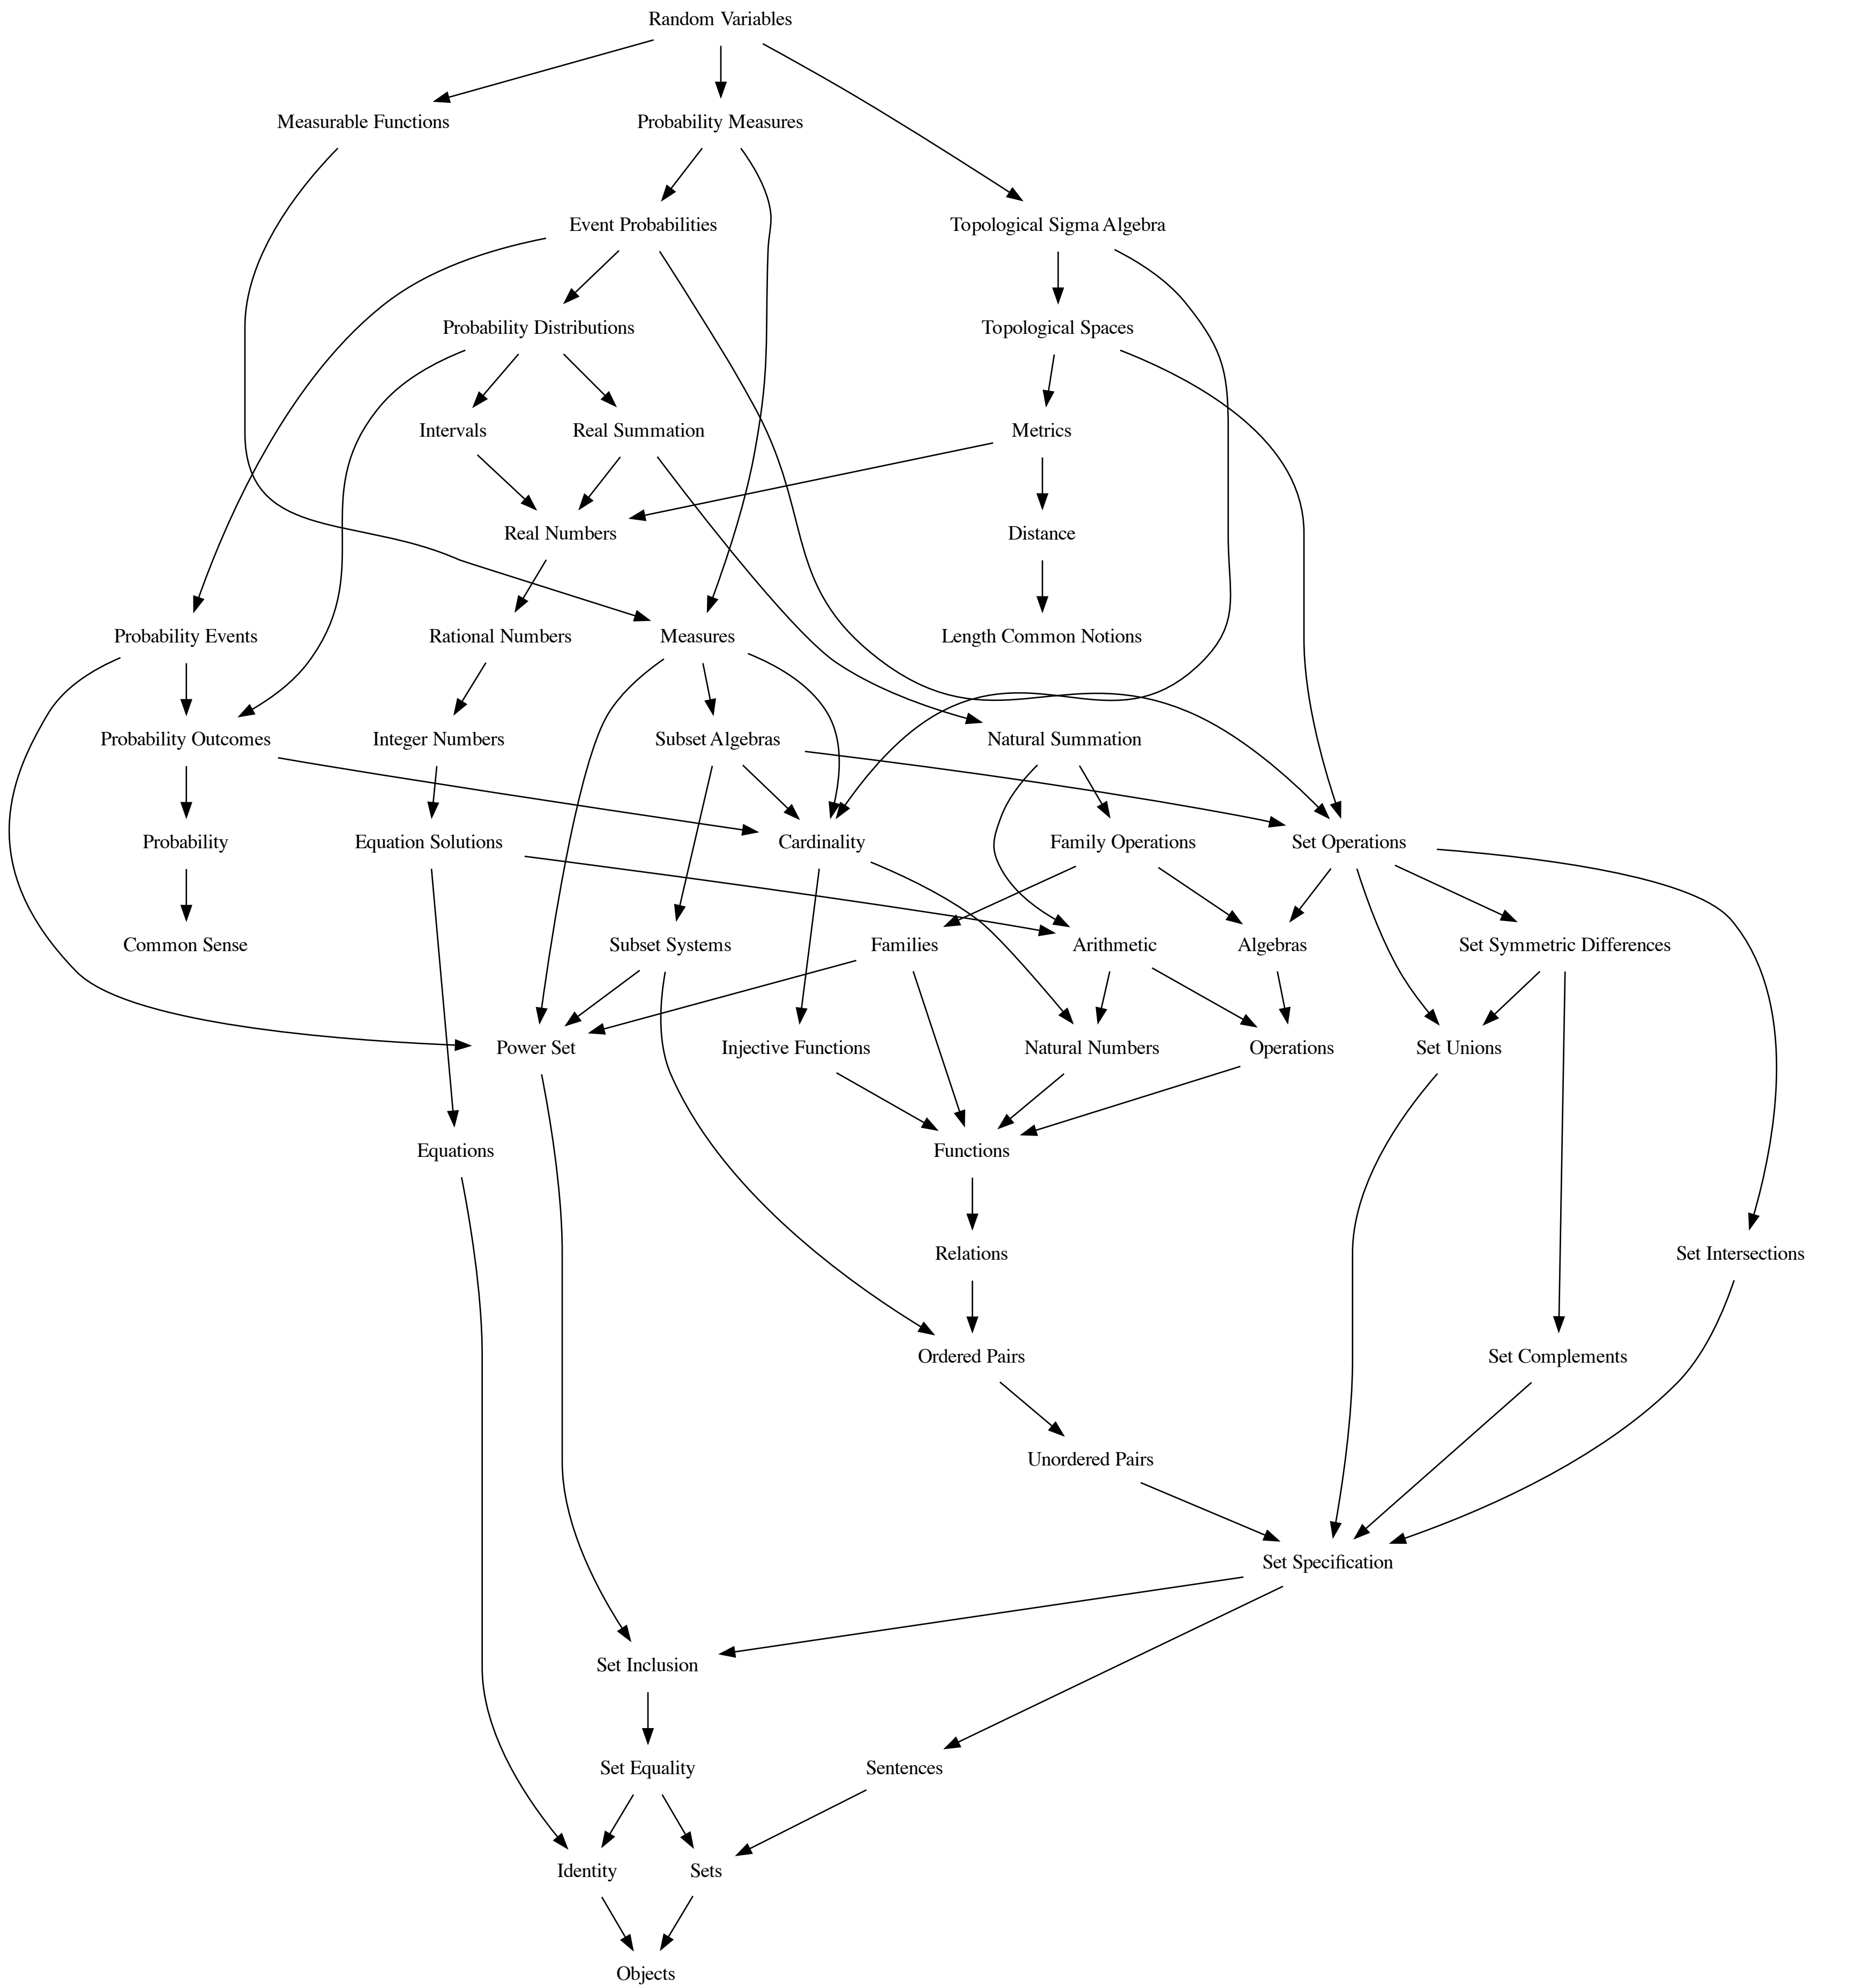 Random Variables
Measurable Functions
Probability Measures
Event Probabilities
Topological Sigma Algebra
Probability Distributions
Topological Spaces
Intervals
Real Summation
Metrics
Real Numbers
Distance
Probability Events
Rational Numbers
Measures
Length Common Notions
Probability Outcomes
Integer Numbers
Subset Algebras
Natural Summation
Probability
Equation Solutions
Cardinality
Family Operations
Set Operations
Common Sense
Subset Systems
Families
Arithmetic
Algebras
Set Symmetric Differences
Power Set
Injective Functions
Natural Numbers
Operations
Set Unions
Equations
Functions
Relations
Set Intersections
Ordered Pairs
Set Complements
Unordered Pairs
Set Specification
Set Inclusion
Set Equality
Sentences
Identity
Sets
Objects